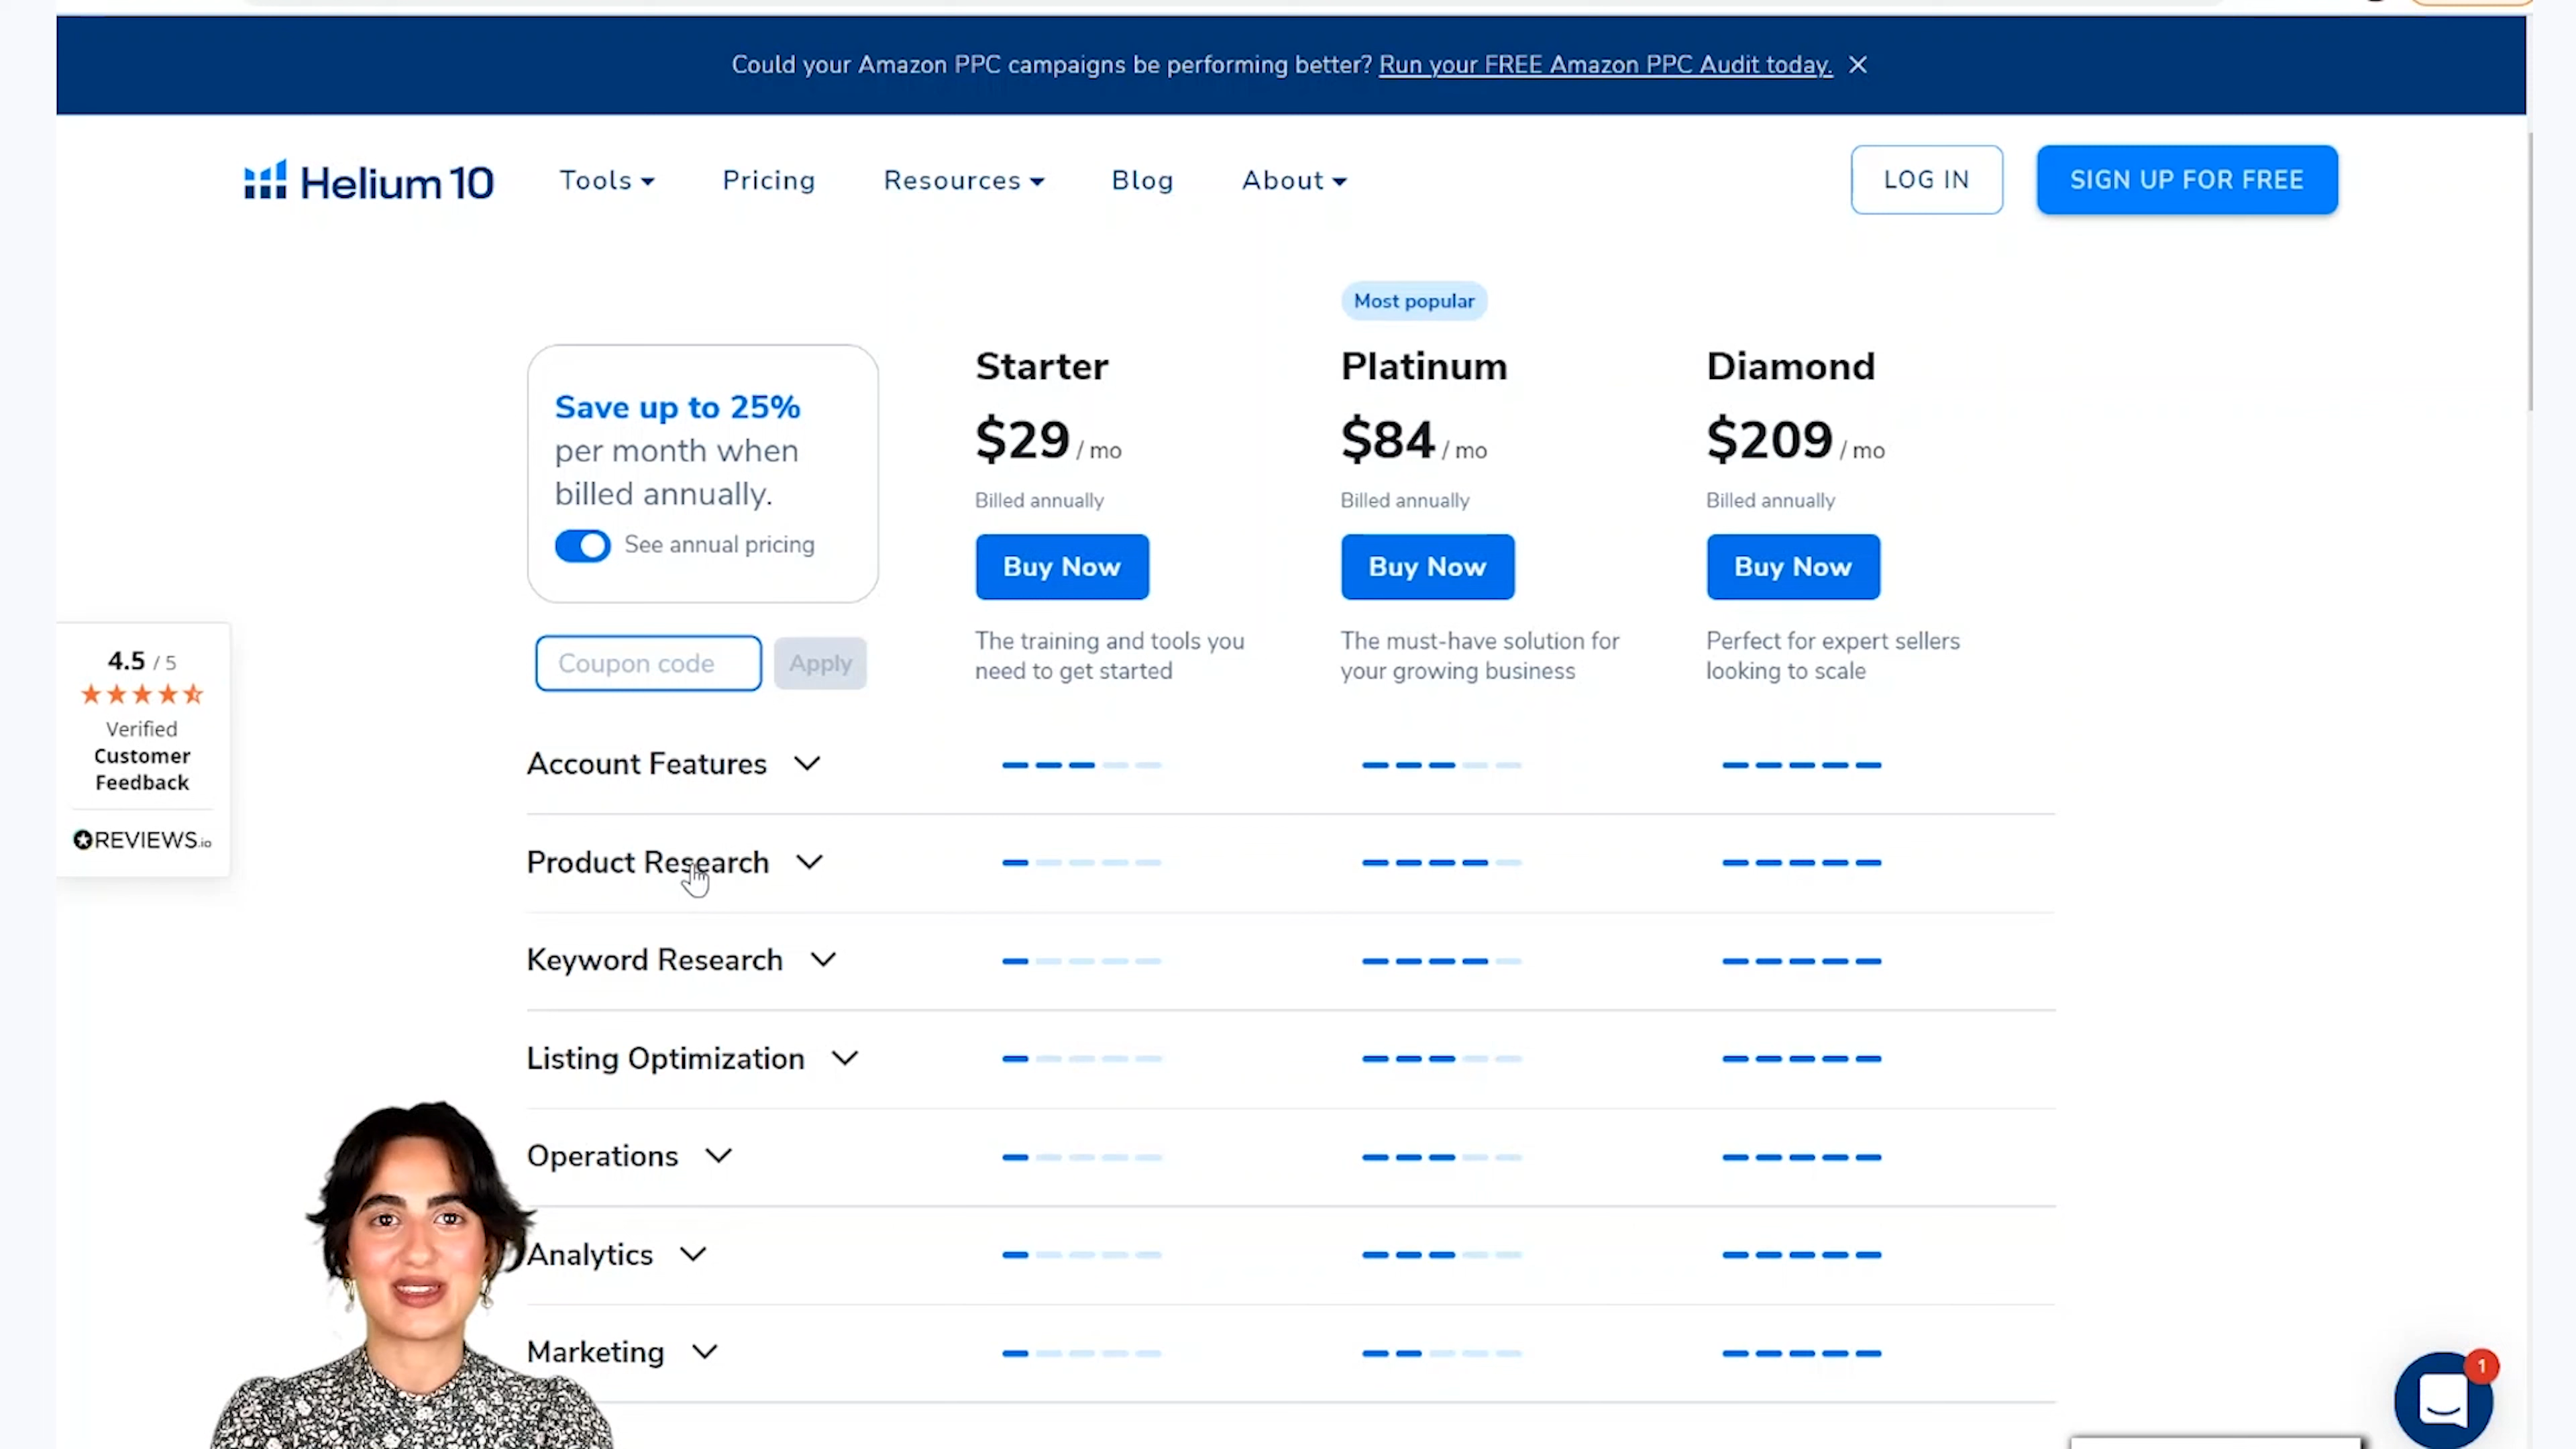 Could your Amazon PPC campaigns be performing better? Run your FREE Amazon PPC Audit today.
Helium 10
Tools
Pricing
Resources
Blog
About
LOG IN
SIGN UP FOR FREE
Save up to 25%
per month when
billed annually.
See annual pricing
Coupon code
Apply
Starter
$29 / mo
Billed annually
Buy Now
The training and tools you
need to get started
Most popular
Platinum
$84 / mo
Billed annually
Buy Now
The must-have solution for
your growing business
Diamond
$209 / mo
Billed annually
Buy Now
Perfect for expert sellers
looking to scale
4.5 / 5
Verified
Customer
Feedback
REVIEWS.io
Account Features
Product Research
Keyword Research
Listing Optimization
Operations
Analytics
Marketing
1